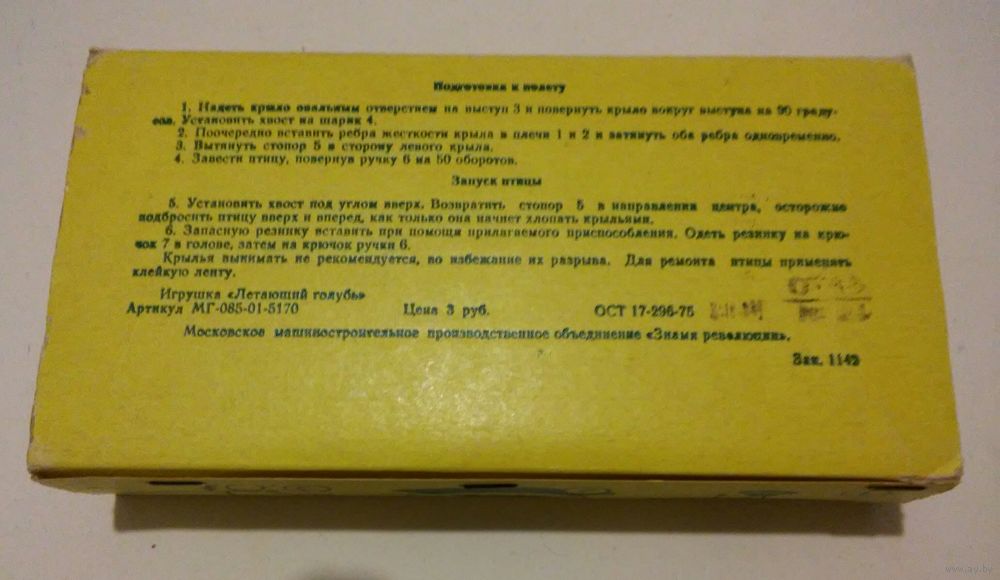 Подготовка к полету
1. Надеть крыло овальным отверстием на выступ 3 и повернуть крыло вокруг выступа на 90 граду-
сов. Установить хвост на шарик 4.
2. Поочередно вставить ребра жесткости крыла в плечи 1 и 2 и затянуть оба ребра одновременно.
3. Вытянуть стопор 5 в сторону левого крыла.
4. Завести птицу, повернув ручку 6 на 50 оборотов.
Запуск птицы
5. Установить хвост под углом вверх. Возвратить стопор 5 в направлении центра, осторожно
подбросить птицу вверх и вперед, как только она начнет хлопать крыльями.
6. Запасную резинку вставить при помощи прилагаемого приспособления. Одеть резинку на крю-
чок 7 в голове, затем на крючок ручки 6.
Крылья вынимать не рекомендуется, во избежание их разрыва. Для ремонта птицы применять
клейкую ленту.
Игрушка «Летающий голубь»
Артикул МГ-085-01-5170 Цена 3 руб. ОСТ 17-296-75
Московское машиностроительное производственное объединение «Знамя революции».
Зак. 1142
www.ay.by